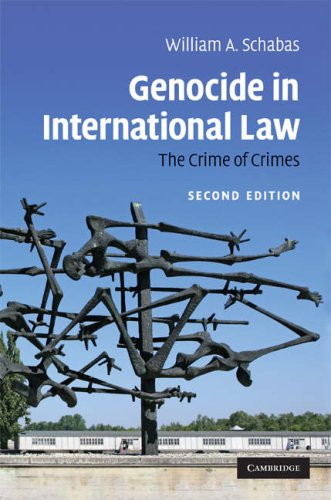 William A. Schabas
Genocide in
International Law
The Crime of Crimes
SECOND EDITION
CAMBRIDGE